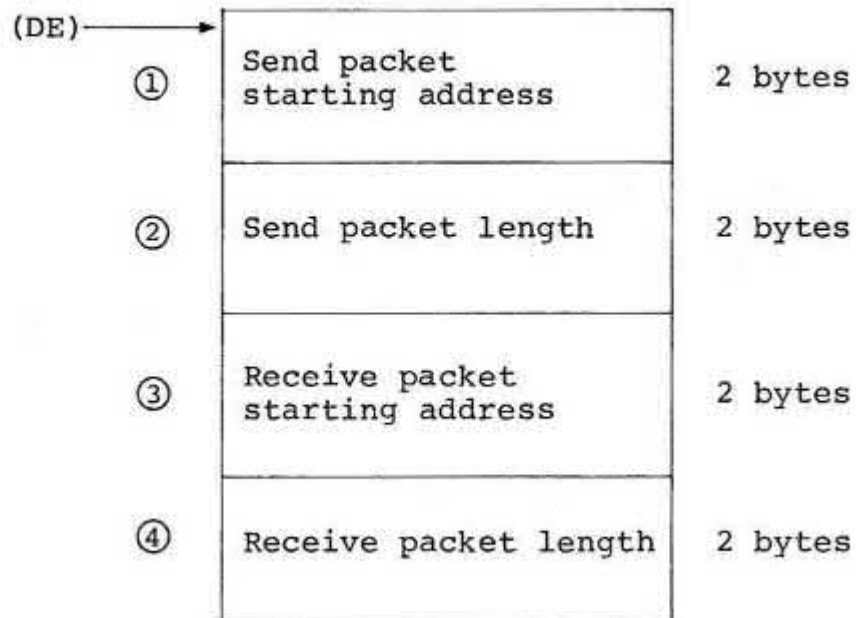 (DE)
① Send packet
starting address 2 bytes
② Send packet length 2 bytes
③ Receive packet
starting address 2 bytes
④ Receive packet length 2 bytes